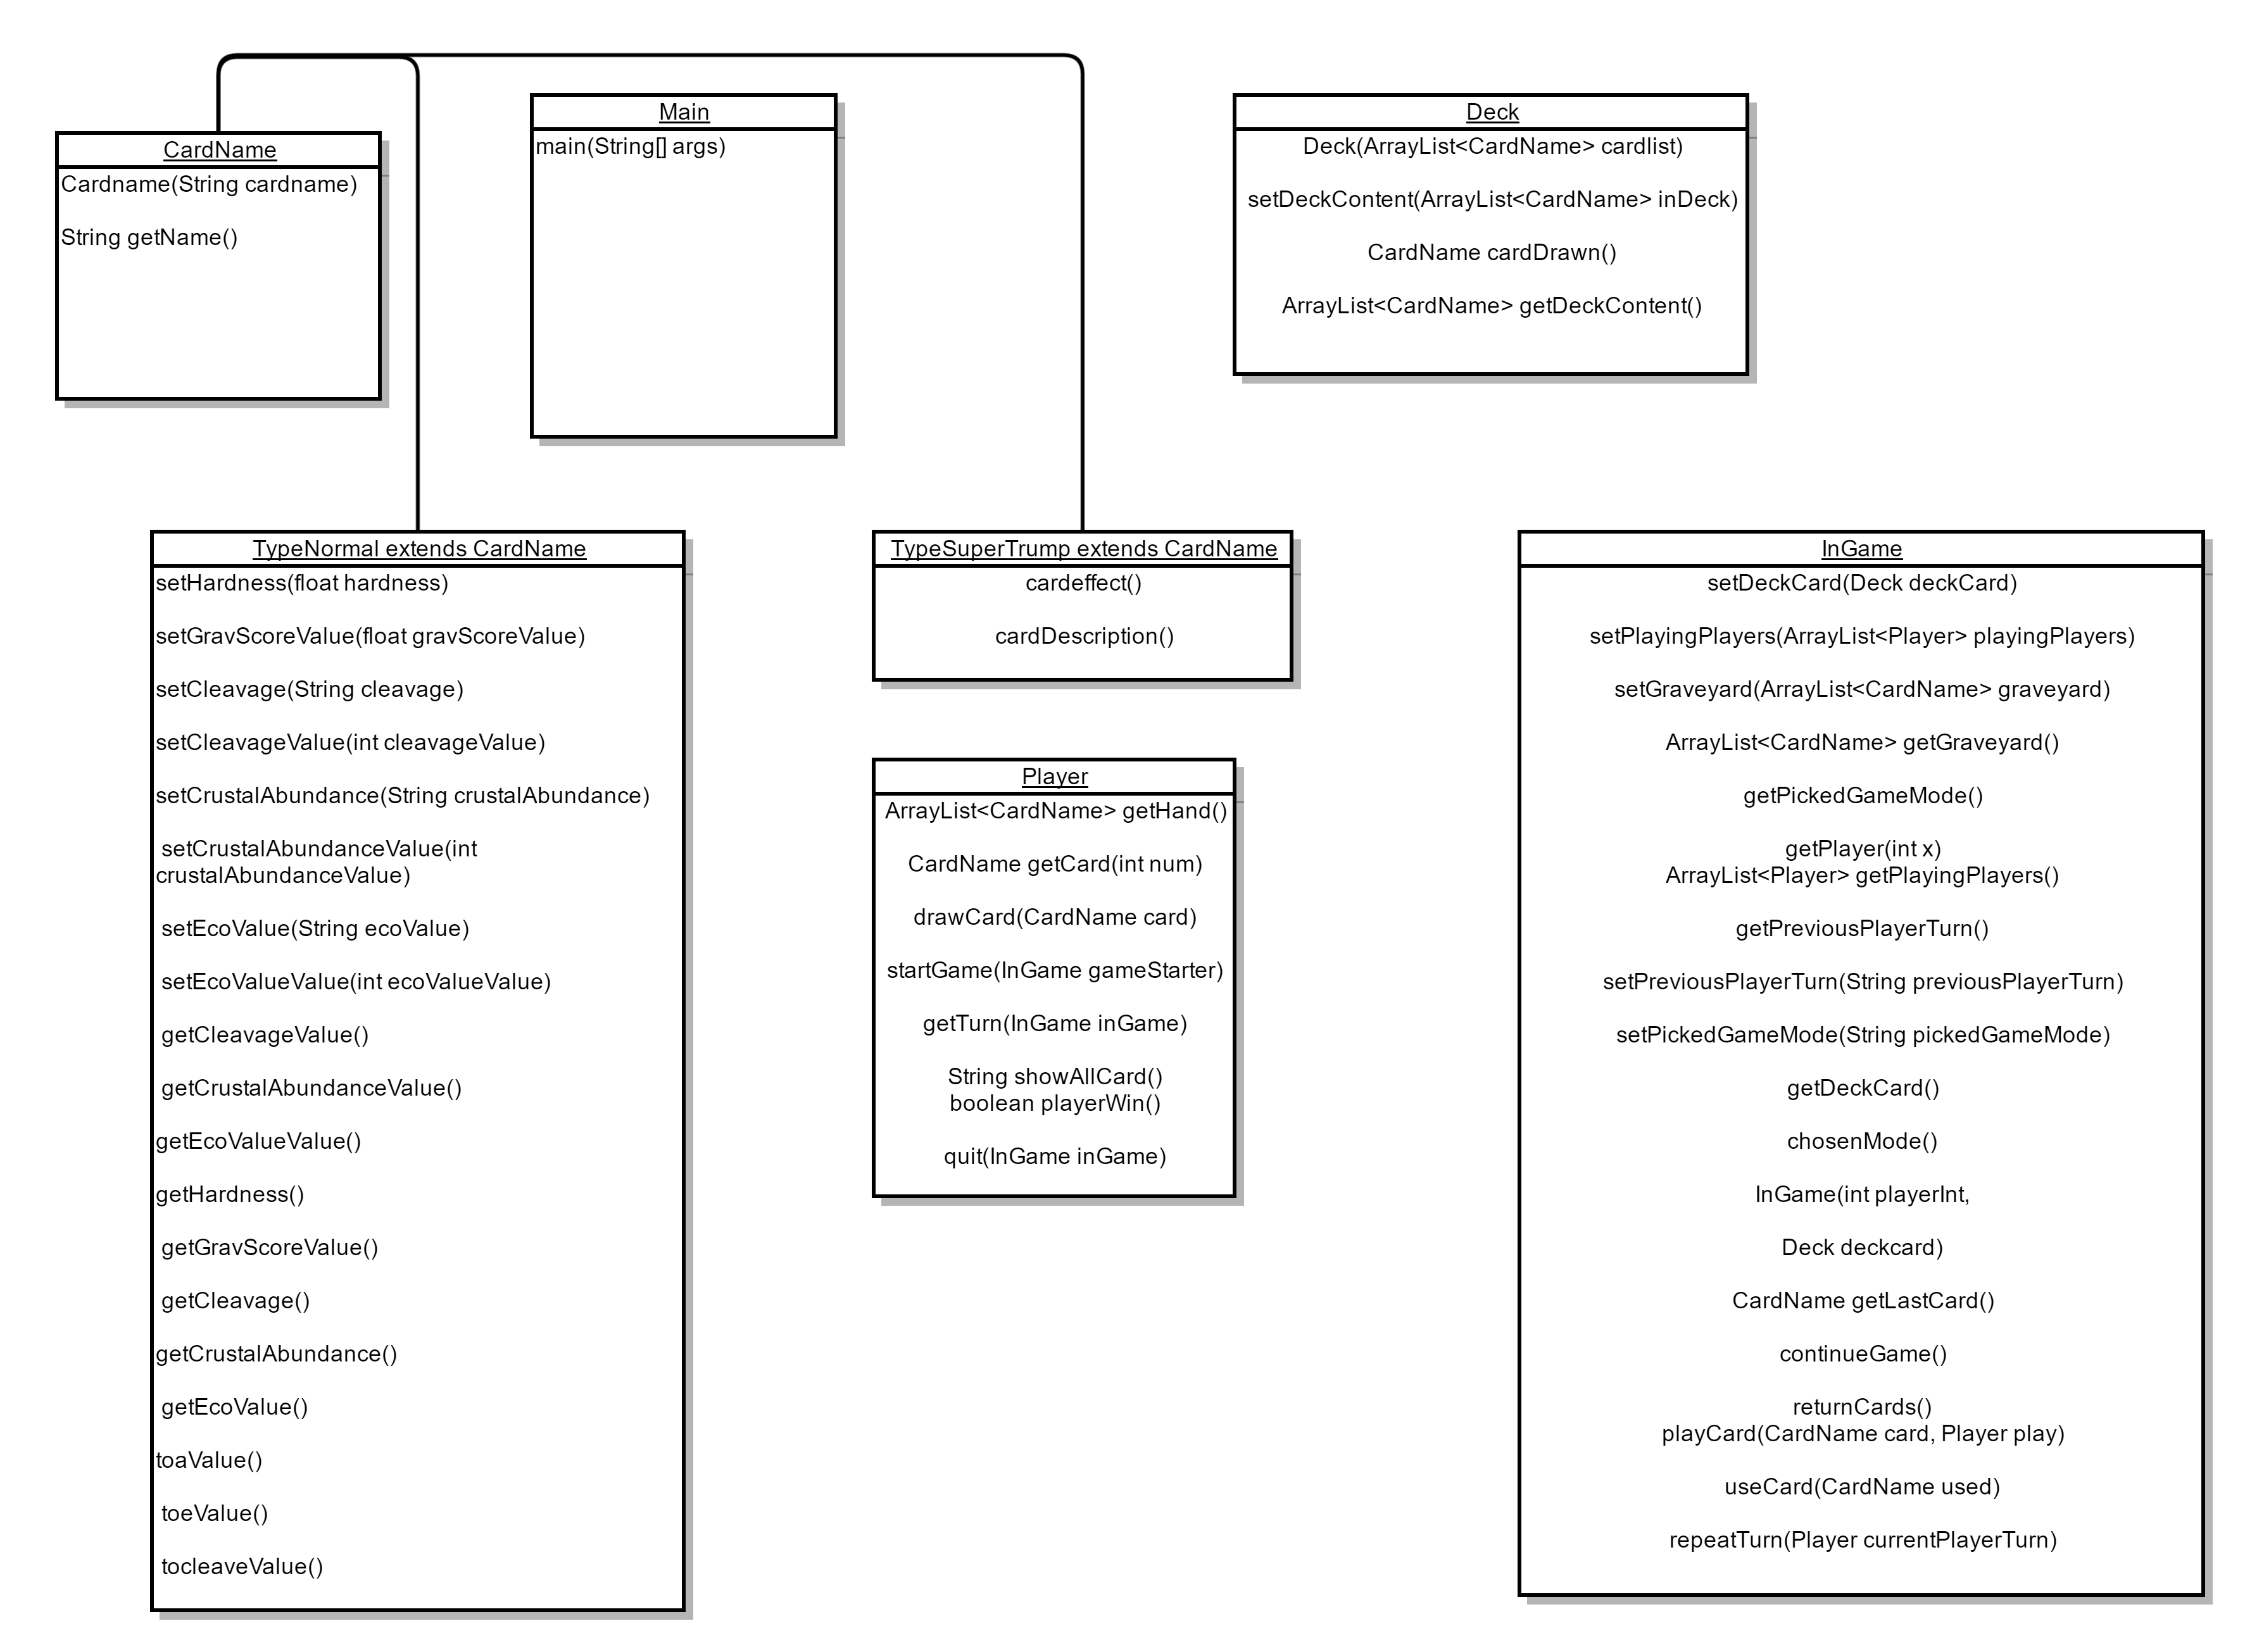 CardName
Cardname(String cardname)
String getName()
Main
main(String[] args)
Deck
Deck(ArrayList<CardName> cardlist)
setDeckContent(ArrayList<CardName> inDeck)
CardName cardDrawn()
ArrayList<CardName> getDeckContent()
TypeNormal extends CardName
setHardness(float hardness)
setGravScoreValue(float gravScoreValue)
setCleavage(String cleavage)
setCleavageValue(int cleavageValue)
setCrustalAbundance(String crustalAbundance)
setCrustalAbundanceValue(int
crustalAbundanceValue)
setEcoValue(String ecoValue)
setEcoValueValue(int ecoValueValue)
getCleavageValue()
getCrustalAbundanceValue()
getEcoValueValue()
getHardness()
getGravScoreValue()
getCleavage()
getCrustalAbundance()
getEcoValue()
toaValue()
toeValue()
tocleaveValue()
TypeSuperTrump extends CardName
cardeffect()
cardDescription()
Player
ArrayList<CardName> getHand()
CardName getCard(int num)
drawCard(CardName card)
startGame(InGame gameStarter)
getTurn(InGame inGame)
String showAllCard()
boolean playerWin()
quit(InGame inGame)
InGame
setDeckCard(Deck deckCard)
setPlayingPlayers(ArrayList<Player> playingPlayers)
setGraveyard(ArrayList<CardName> graveyard)
ArrayList<CardName> getGraveyard()
getPickedGameMode()
getPlayer(int x)
ArrayList<Player> getPlayingPlayers()
getPreviousPlayerTurn()
setPreviousPlayerTurn(String previousPlayerTurn)
setPickedGameMode(String pickedGameMode)
getDeckCard()
chosenMode()
InGame(int playerInt,
Deck deckcard)
CardName getLastCard()
continueGame()
returnCards()
playCard(CardName card, Player play)
useCard(CardName used)
repeatTurn(Player currentPlayerTurn)